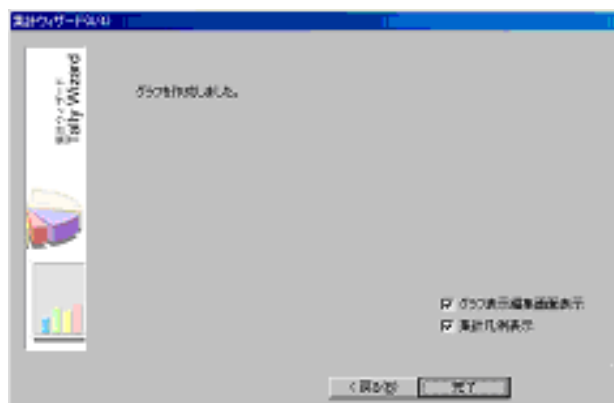 集計ウィザード(4/4)
集計ウィザード
Tally Wizard
グラフを作成しました。
グラフ表示編集画面表示
集計凡例表示
< 戻る(B)
完了